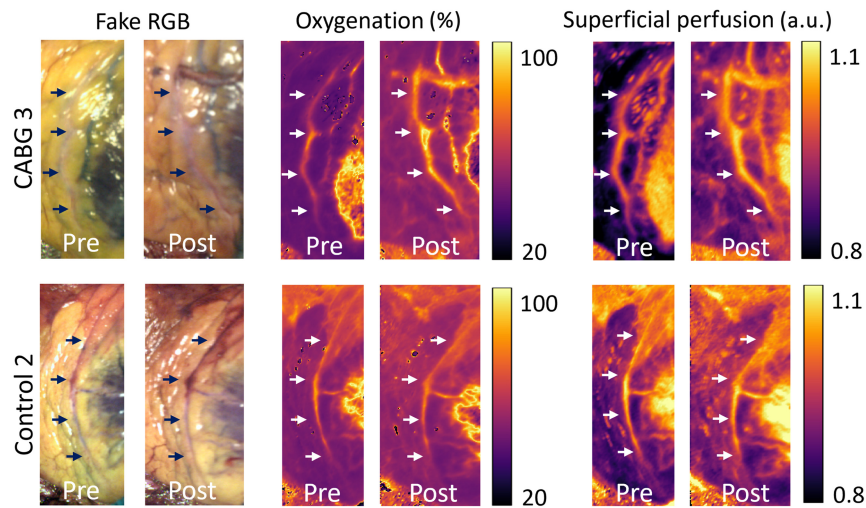 Fake RGB
Oxygenation (%)
Superficial perfusion (a.u.)
CABG 3
Pre
Post
Pre
Post
100
20
Pre
Post
1.1
0.8
Control 2
Pre
Post
Pre
Post
100
20
Pre
Post
1.1
0.8